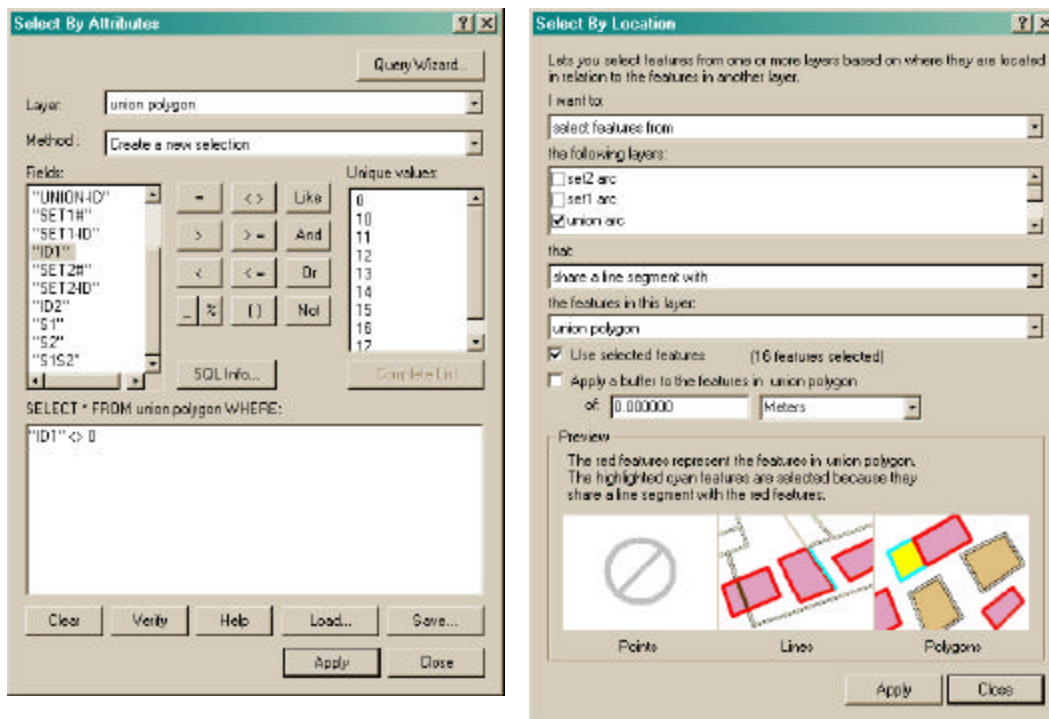 Select By Attributes
Query Wizard...
Layer:
union polygon
Method :
Create a new selection
Fields:
Unique values:
"UNION-ID"
"SET1#"
"SET1-ID"
"ID1"
"SET2#"
"SET2-ID"
"ID2"
"S1"
"S2"
"S1S2"
= < > Like
> > = And
< < = Or
_ % ( ) Not
0
10
11
12
13
14
15
16
17
SQL Info...
Complete List
SELECT * FROM union polygon WHERE:
"ID1" <> 0
Clear
Verify
Help
Load...
Save...
Apply
Close
Select By Location
Lets you select features from one or more layers based on where they are located
in relation to the features in another layer.
I want to:
select features from
the following layers:
set2 arc
set1 arc
union arc
that:
share a line segment with
the features in this layer:
union polygon
Use selected features (16 features selected)
Apply a buffer to the features in union polygon
of: 0.000000 Meters
Preview
The red features represent the features in union polygon.
The highlighted cyan features are selected because they
share a line segment with the red features.
Points
Lines
Polygons
Apply
Close